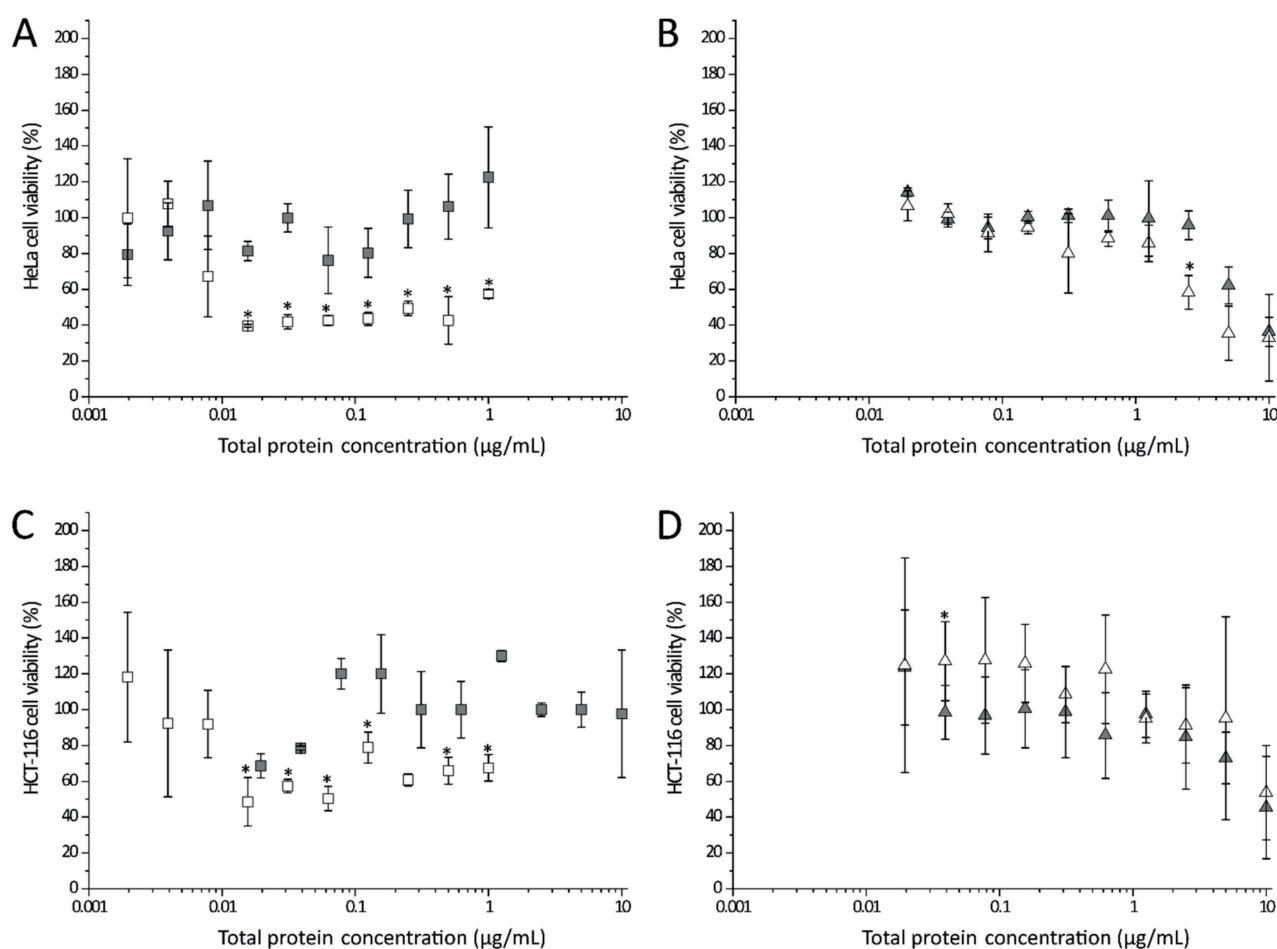 A
HeLa cell viability (%)
200
180
160
140
120
100
80
60
40
20
0
* * * * * * *
0.001 0.01 0.1 1 10
Total protein concentration (µg/mL)
B
HeLa cell viability (%)
200
180
160
140
120
100
80
60
40
20
0
*
0.001 0.01 0.1 1 10
Total protein concentration (µg/mL)
C
HCT-116 cell viability (%)
200
180
160
140
120
100
80
60
40
20
0
* * * * * *
0.001 0.01 0.1 1 10
Total protein concentration (µg/mL)
D
HCT-116 cell viability (%)
200
180
160
140
120
100
80
60
40
20
0
*
0.001 0.01 0.1 1 10
Total protein concentration (µg/mL)